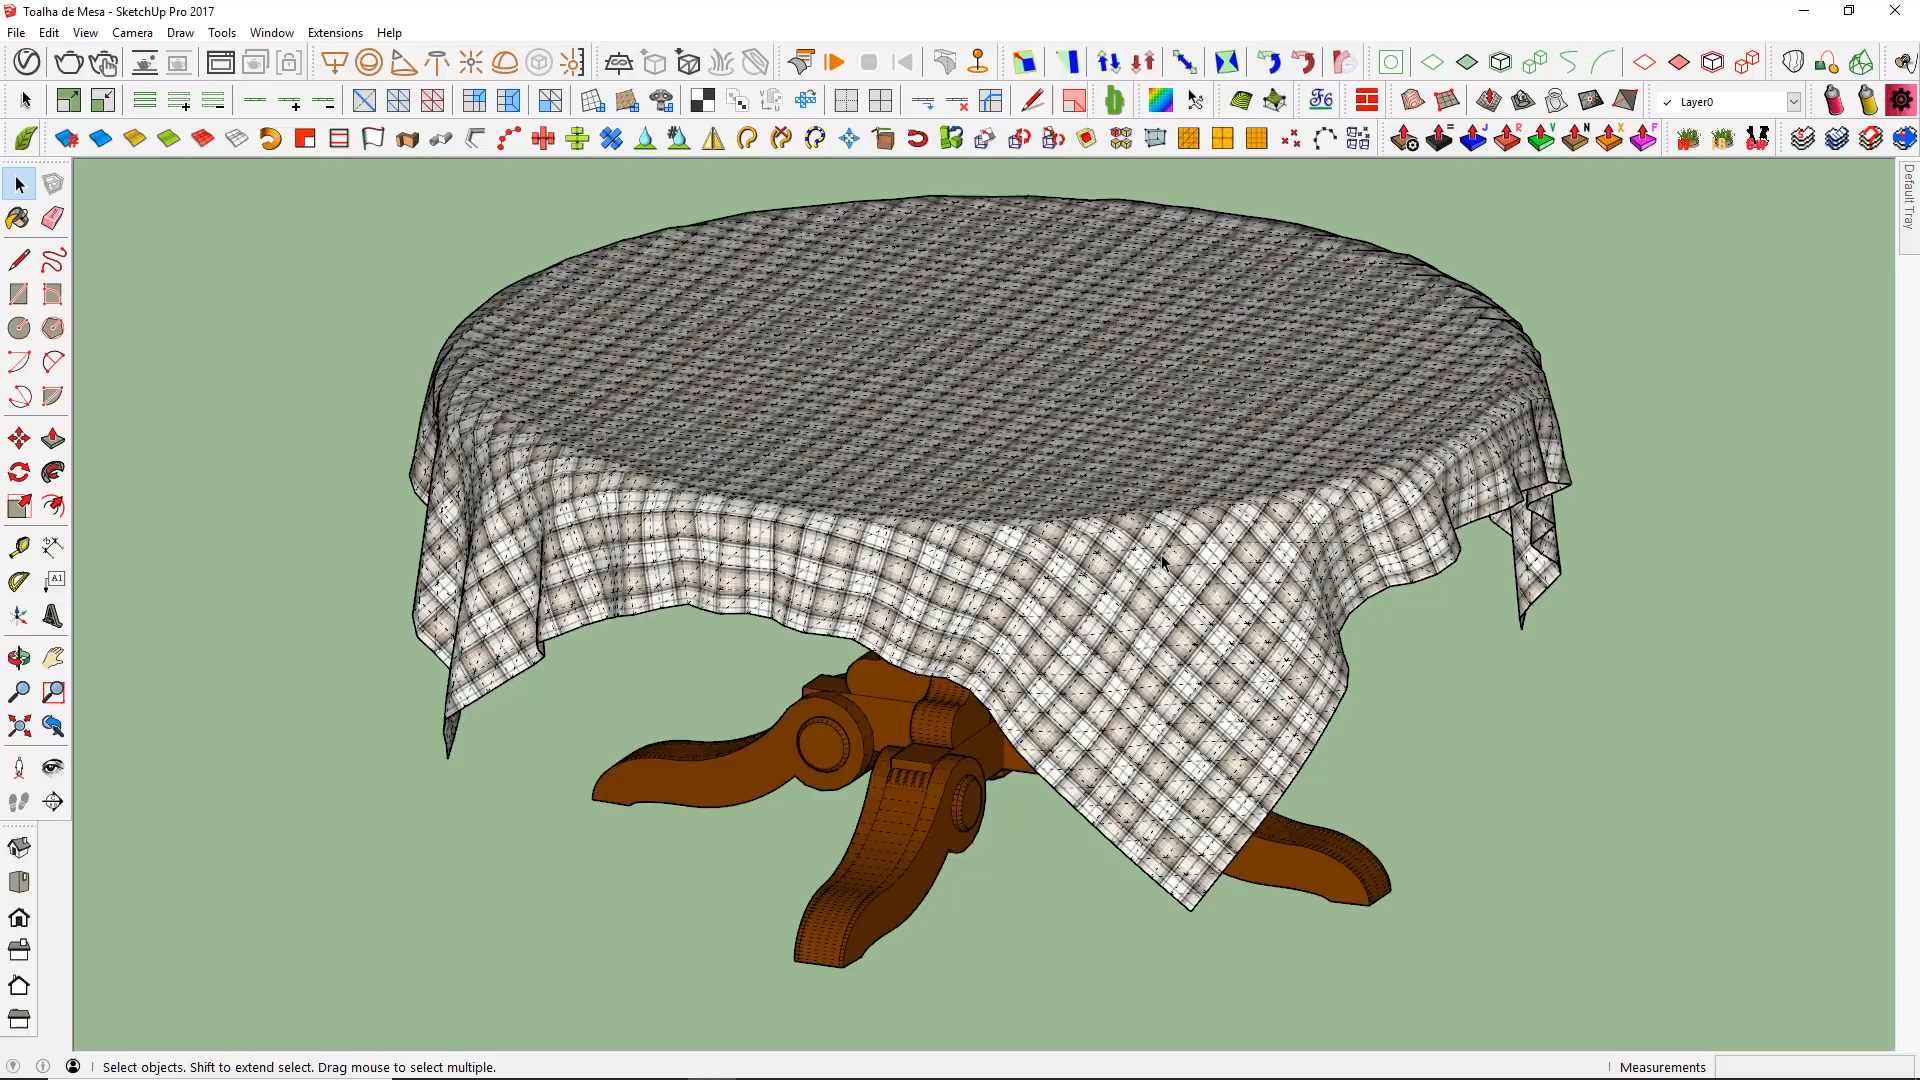 Toalha de Mesa - SketchUp Pro 2017
File Edit View Camera Draw Tools Window Extensions Help
Layer0
Default Tray
A1
Select objects. Shift to extend select. Drag mouse to select multiple.
Measurements